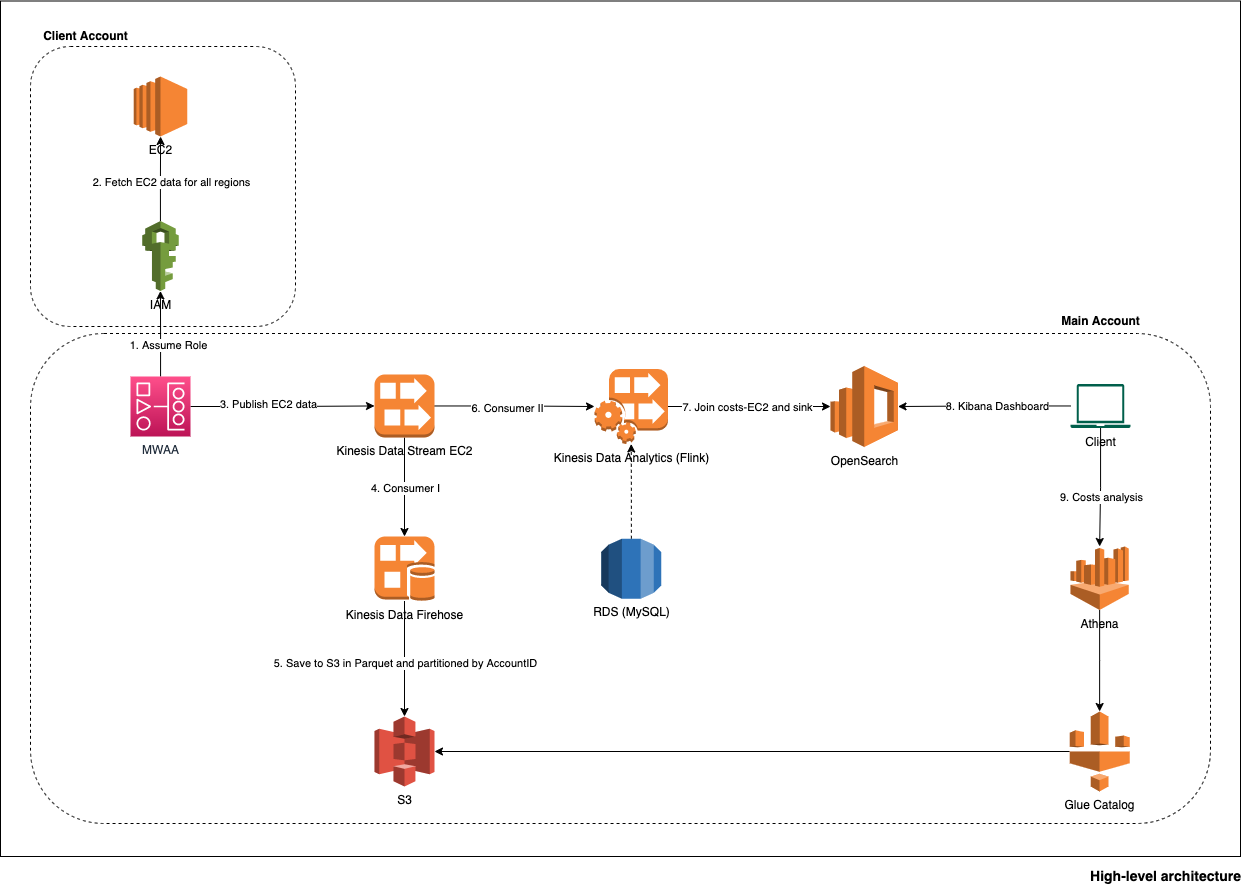 Client Account
EC2
2. Fetch EC2 data for all regions
IAM
Main Account
1. Assume Role
MWAA
3. Publish EC2 data
Kinesis Data Stream EC2
6. Consumer II
Kinesis Data Analytics (Flink)
7. Join costs-EC2 and sink
OpenSearch
8. Kibana Dashboard
Client
4. Consumer I
9. Costs analysis
Kinesis Data Firehose
RDS (MySQL)
Athena
5. Save to S3 in Parquet and partitioned by AccountID
S3
Glue Catalog
High-level architecture